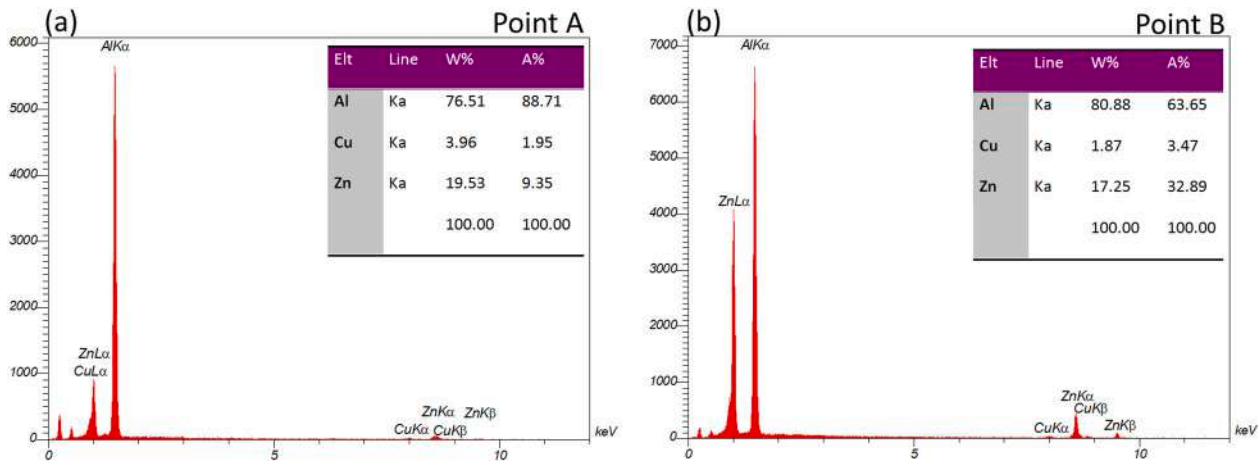 (a) Point A
6000
5000
4000
3000
2000
1000
0
AlKα
ZnLα
CuLα
ZnKα ZnKβ
CuKα CuKβ
0 5 10 keV
Elt Line W% A%
Al Ka 76.51 88.71
Cu Ka 3.96 1.95
Zn Ka 19.53 9.35
100.00 100.00
(b) Point B
7000
6000
5000
4000
3000
2000
1000
0
AlKα
ZnLα
ZnKα
CuKβ
CuKα ZnKβ
0 5 10 keV
Elt Line W% A%
Al Ka 80.88 63.65
Cu Ka 1.87 3.47
Zn Ka 17.25 32.89
100.00 100.00